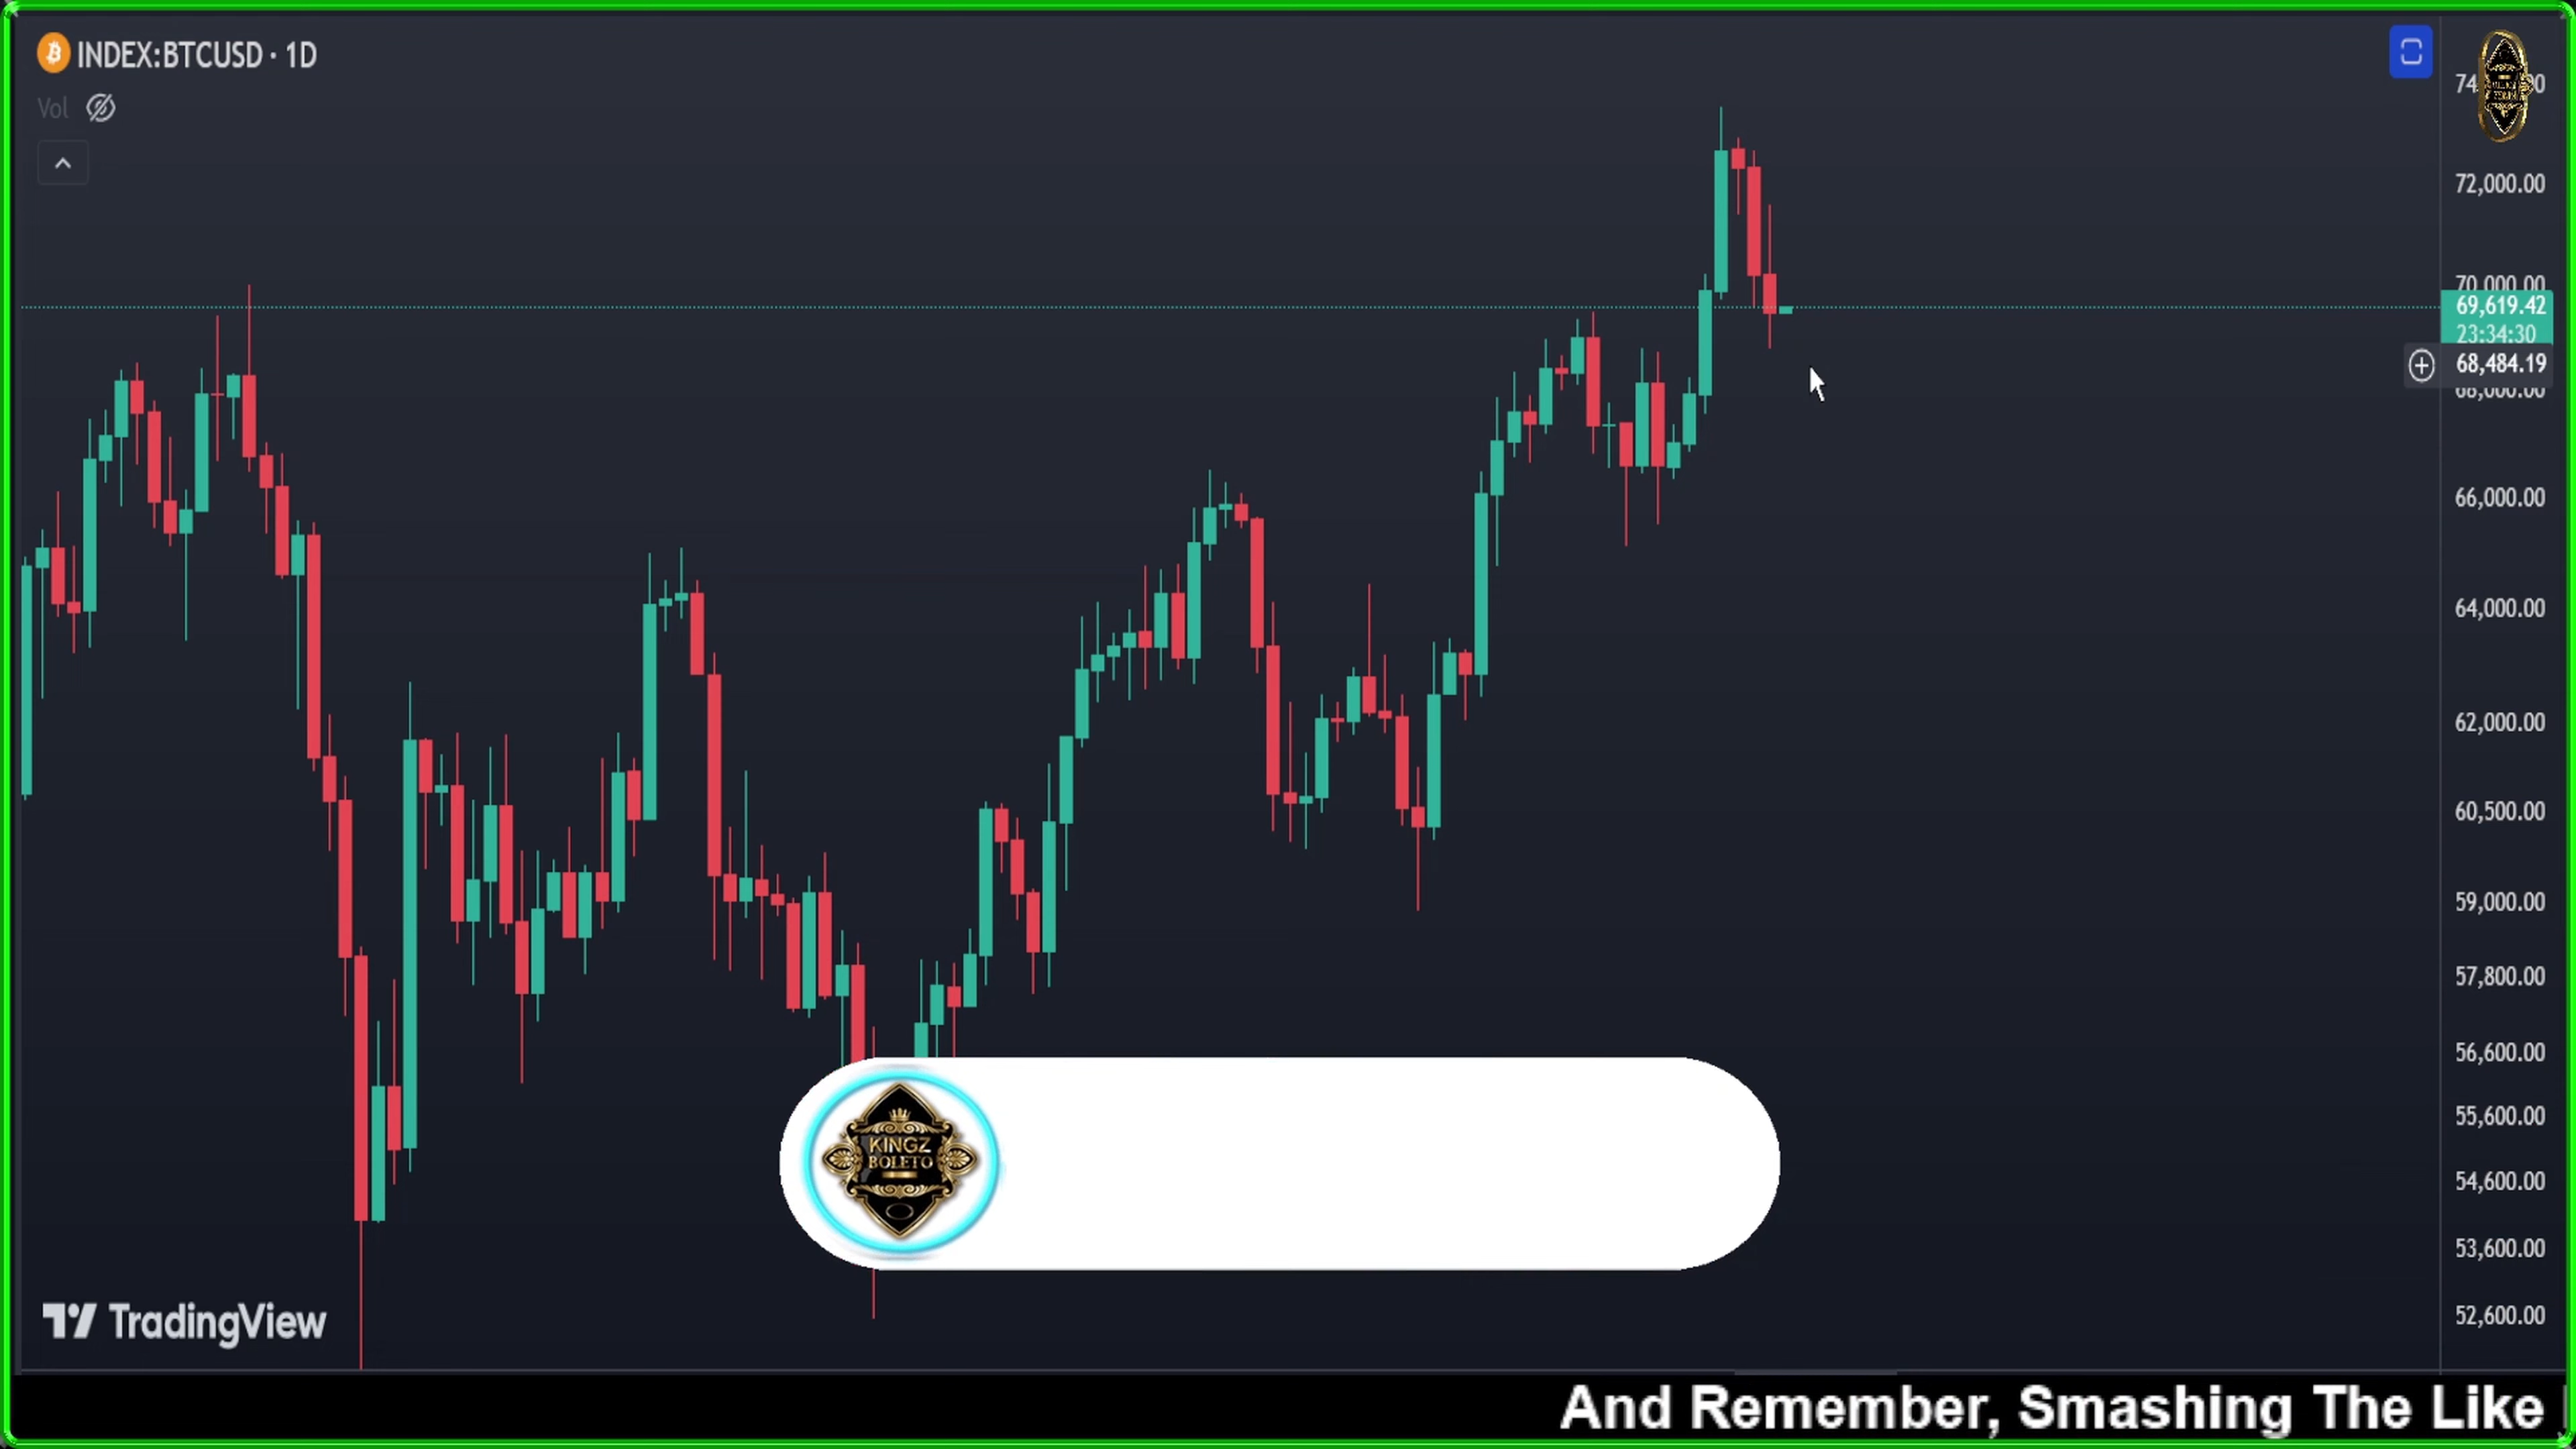 INDEX:BTCUSD · 1D
Vol
72,000.00
70,000.00
69,619.42
23:34:30
68,484.19
68,000.00
66,000.00
64,000.00
62,000.00
60,500.00
59,000.00
57,800.00
56,600.00
55,600.00
54,600.00
53,600.00
52,600.00
KINGZ
BOLETO
TradingView
And Remember, Smashing The Like